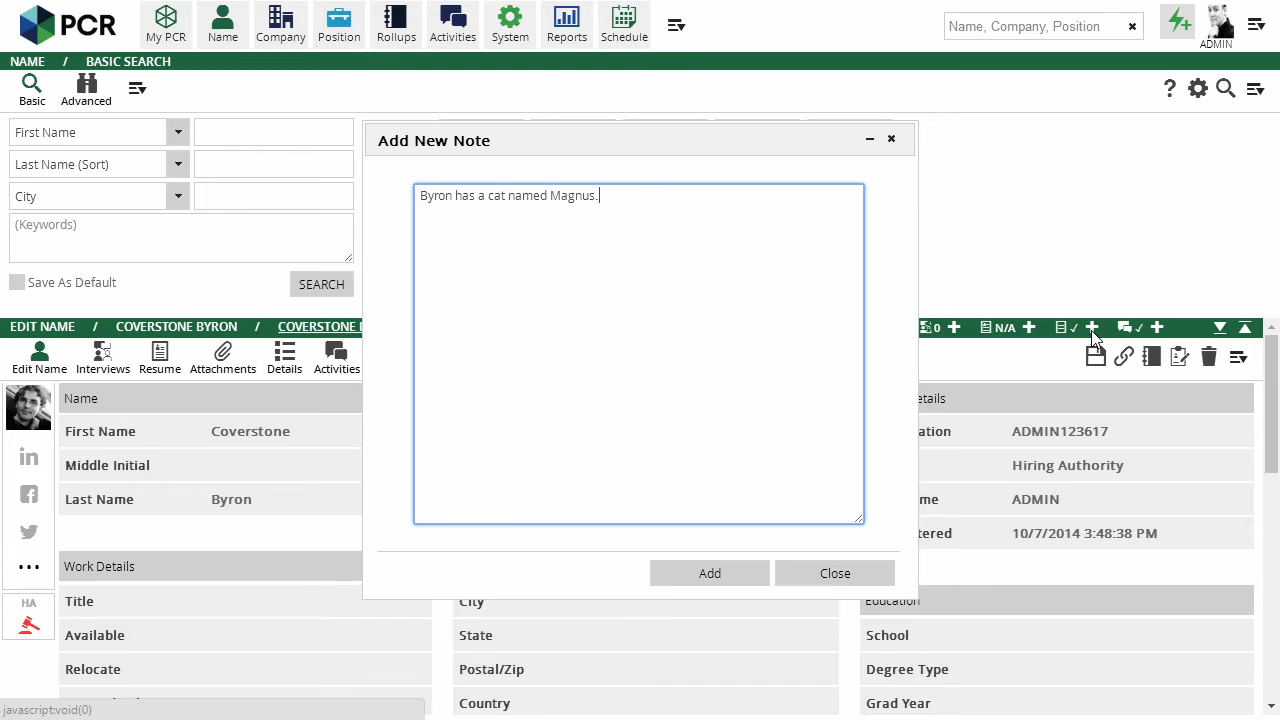 PCR
My PCR
Name
Company
Position
Rollups
Activities
System
Reports
Schedule
Name, Company, Position
ADMIN
NAME / BASIC SEARCH
Basic
Advanced
First Name
Last Name (Sort)
City
(Keywords)
Save As Default
SEARCH
Add New Note
Byron has a cat named Magnus.
Add
Close
EDIT NAME / COVERSTONE BYRON / COVERSTONE
0
N/A
Edit Name
Interviews
Resume
Attachments
Details
Activities
Name
First Name Coverstone
Middle Initial
Last Name Byron
Work Details
Title
Available
Relocate
City
State
Postal/Zip
Country
etails
ation ADMIN123617
Hiring Authority
me ADMIN
tered 10/7/2014 3:48:38 PM
Education
School
Degree Type
Grad Year
HA
javascript:void(0)